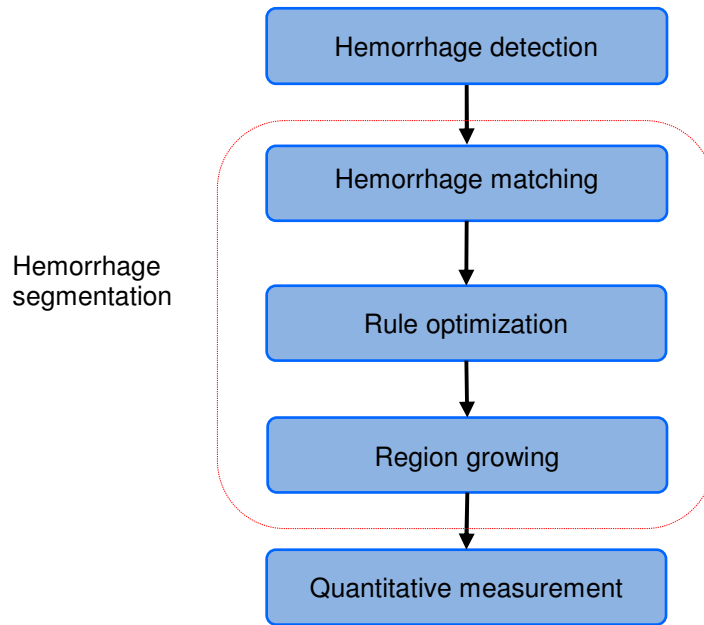 Hemorrhage detection
Hemorrhage matching
Hemorrhage
segmentation
Rule optimization
Region growing
Quantitative measurement